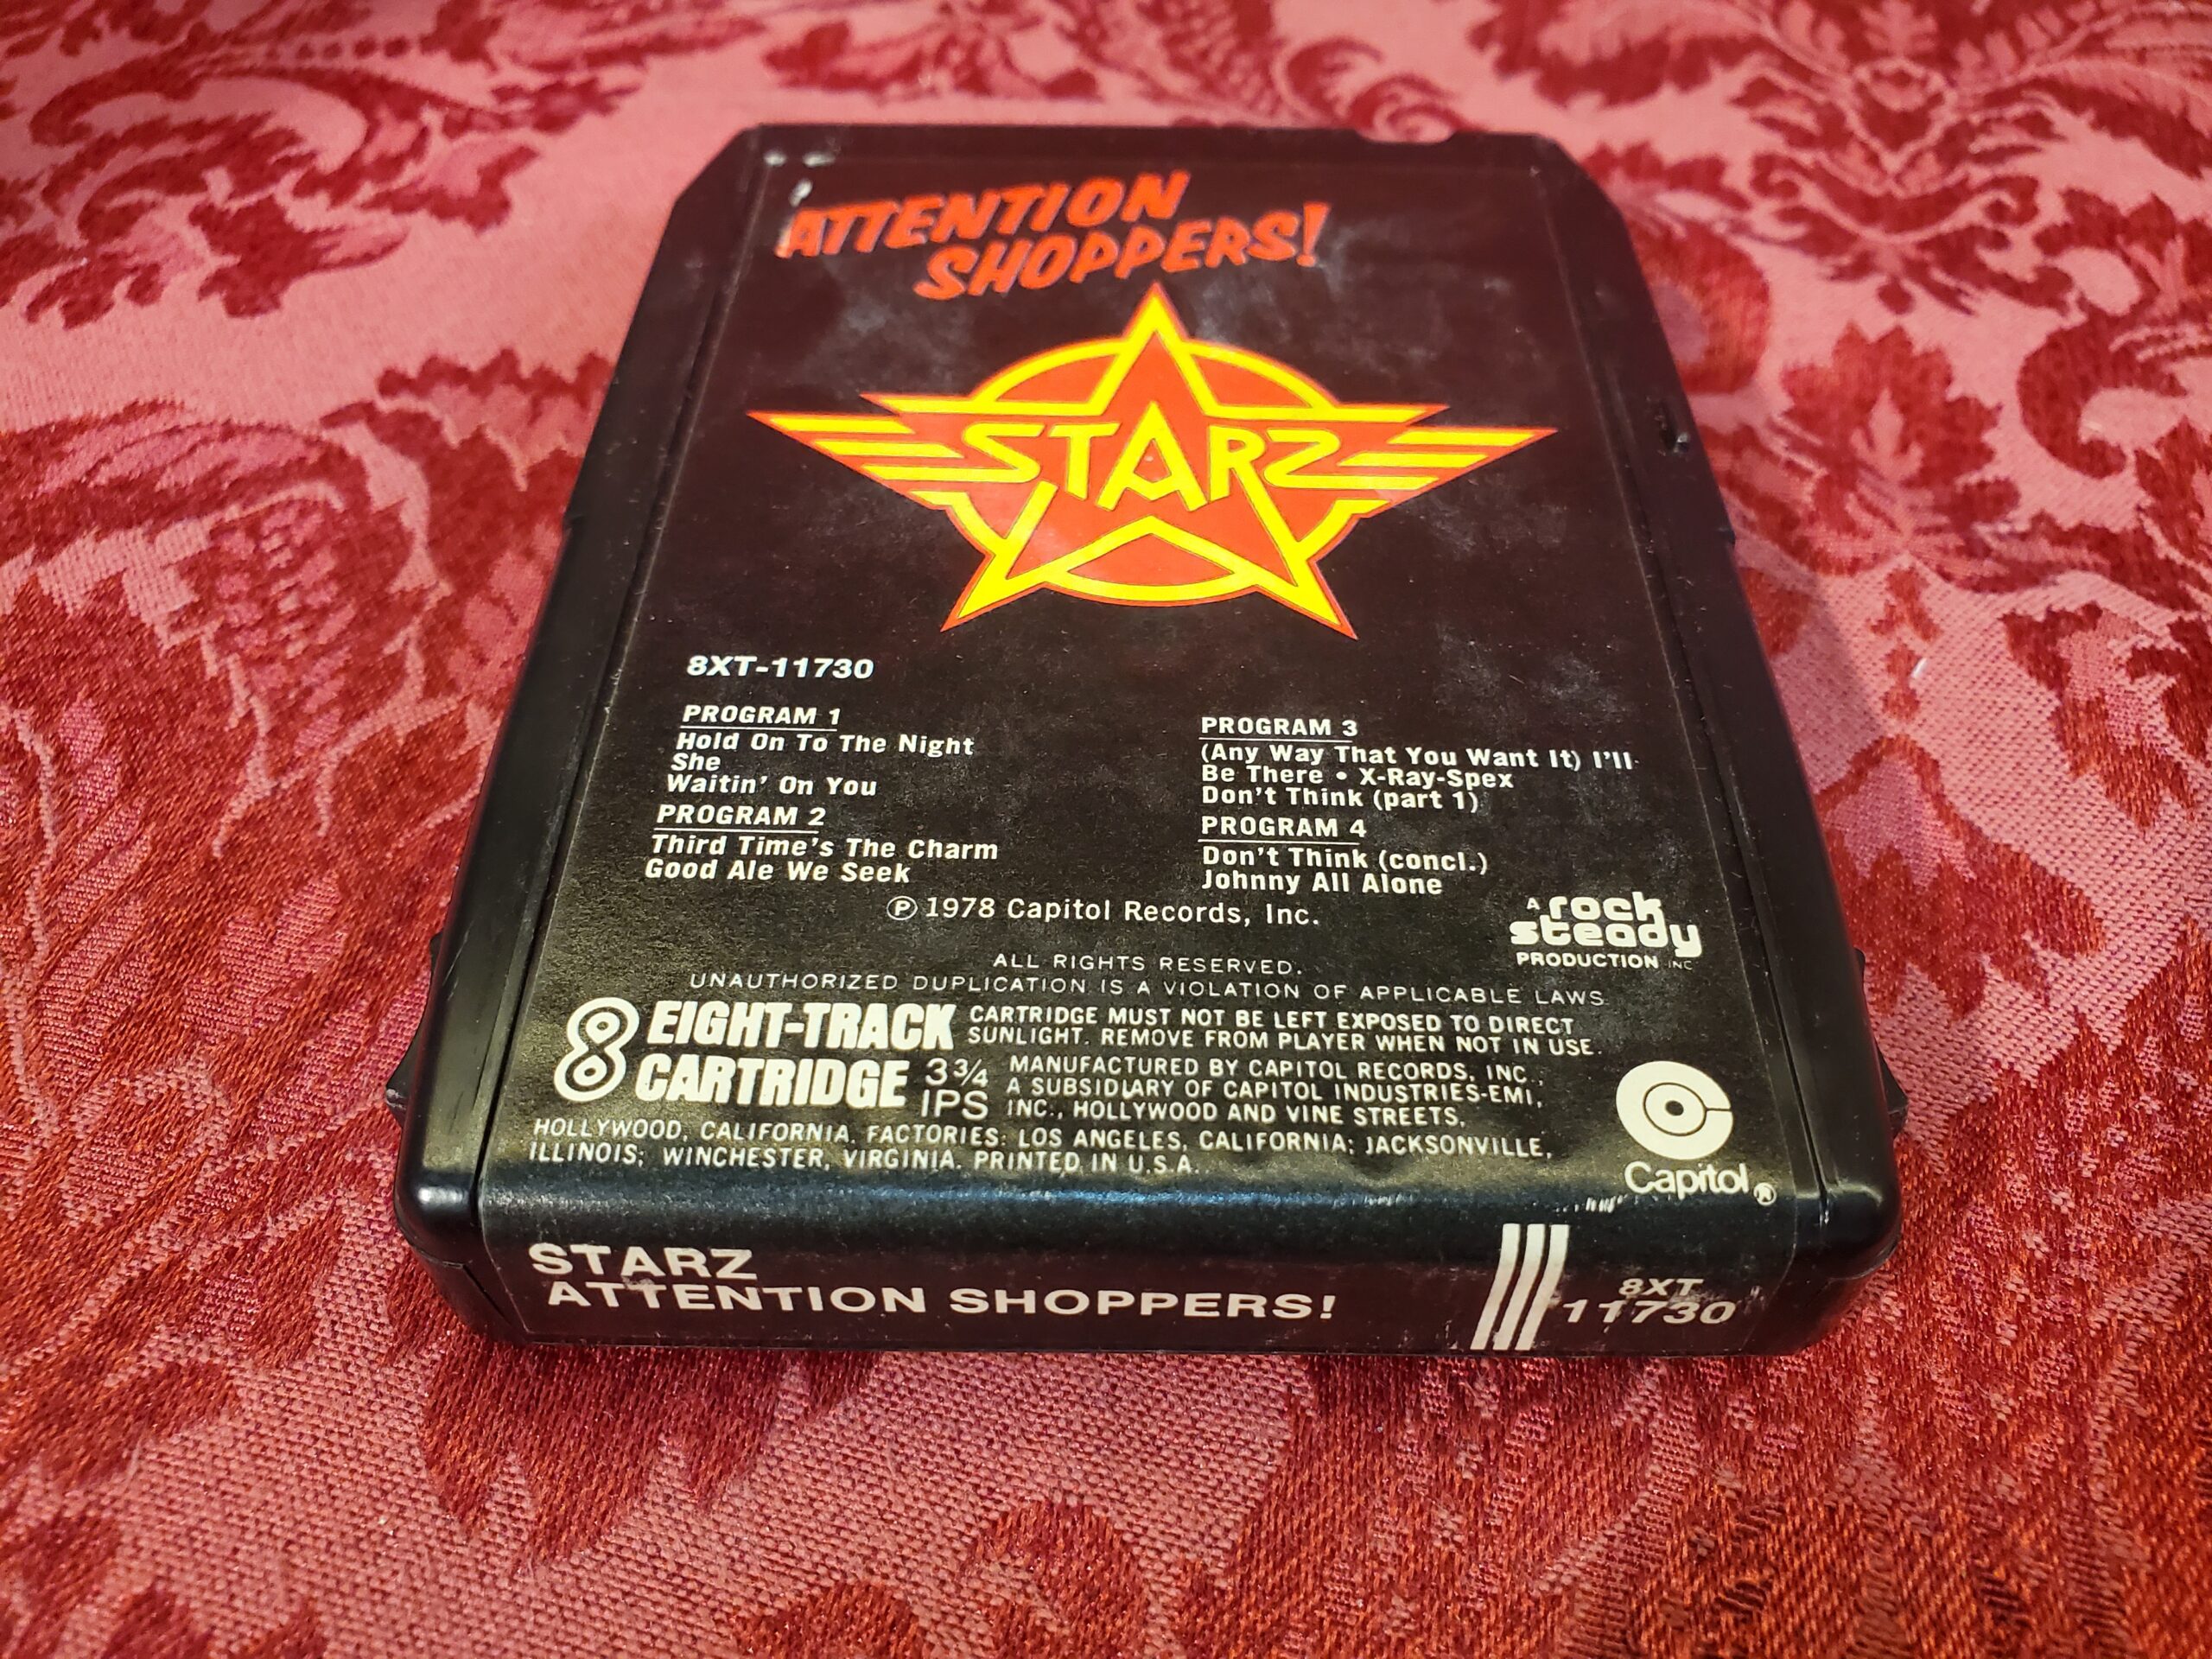 ATTENTION
SHOPPERS!
STARZ
8XT-11730
PROGRAM 1
Hold On To The Night
She
Waitin' On You
PROGRAM 2
Third Time's The Charm
Good Ale We Seek
PROGRAM 3
(Any Way That You Want It) I'll
Be There • X-Ray-Spex
Don't Think (part 1)
PROGRAM 4
Don't Think (concl.)
Johnny All Alone
℗ 1978 Capitol Records, Inc.
A rock
steady
PRODUCTION INC
ALL RIGHTS RESERVED.
UNAUTHORIZED DUPLICATION IS A VIOLATION OF APPLICABLE LAWS
8 EIGHT-TRACK
CARTRIDGE 3¾
IPS
CARTRIDGE MUST NOT BE LEFT EXPOSED TO DIRECT
SUNLIGHT. REMOVE FROM PLAYER WHEN NOT IN USE.
MANUFACTURED BY CAPITOL RECORDS, INC.,
A SUBSIDIARY OF CAPITOL INDUSTRIES-EMI,
INC., HOLLYWOOD AND VINE STREETS,
HOLLYWOOD, CALIFORNIA. FACTORIES: LOS ANGELES, CALIFORNIA; JACKSONVILLE,
ILLINOIS; WINCHESTER, VIRGINIA. PRINTED IN U.S.A.
Capitol®
STARZ
ATTENTION SHOPPERS!
8XT
11730